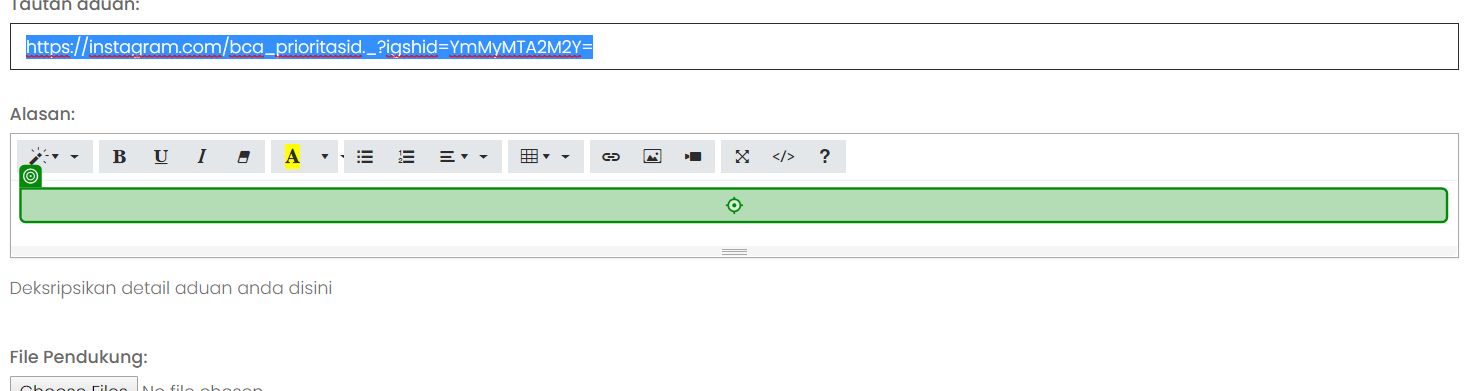 Tautan aduan:
https://instagram.com/bca_prioritasid._?igshid=YmMyMTA2M2Y=
Alasan:
B U I A </> ?
Deksripsikan detail aduan anda disini
File Pendukung:
Choose Files No file chosen